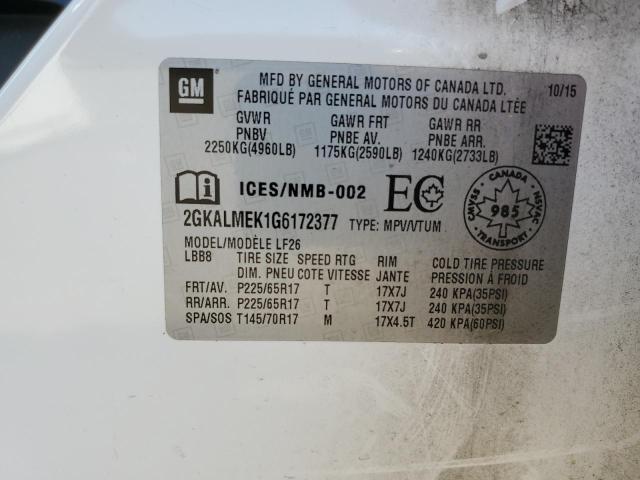 GM
MFD BY GENERAL MOTORS OF CANADA LTD. 10/15
FABRIQUÉ PAR GENERAL MOTORS DU CANADA LTÉE
GVWR GAWR FRT GAWR RR
PNBV PNBE AV. PNBE ARR.
2250KG(4960LB) 1175KG(2590LB) 1240KG(2733LB)
ICES/NMB-002 EC
CANADA
CMVSS 985 NSVAC
TRANSPORT
2GKALMEK1G6172377 TYPE: MPV/VTUM
MODEL/MODÈLE LF26
LBB8 TIRE SIZE SPEED RTG RIM COLD TIRE PRESSURE
DIM. PNEU COTE VITESSE JANTE PRESSION À FROID
FRT/AV. P225/65R17 T 17X7J 240 KPA(35PSI)
RR/ARR. P225/65R17 T 17X7J 240 KPA(35PSI)
SPA/SOS T145/70R17 M 17X4.5T 420 KPA(60PSI)